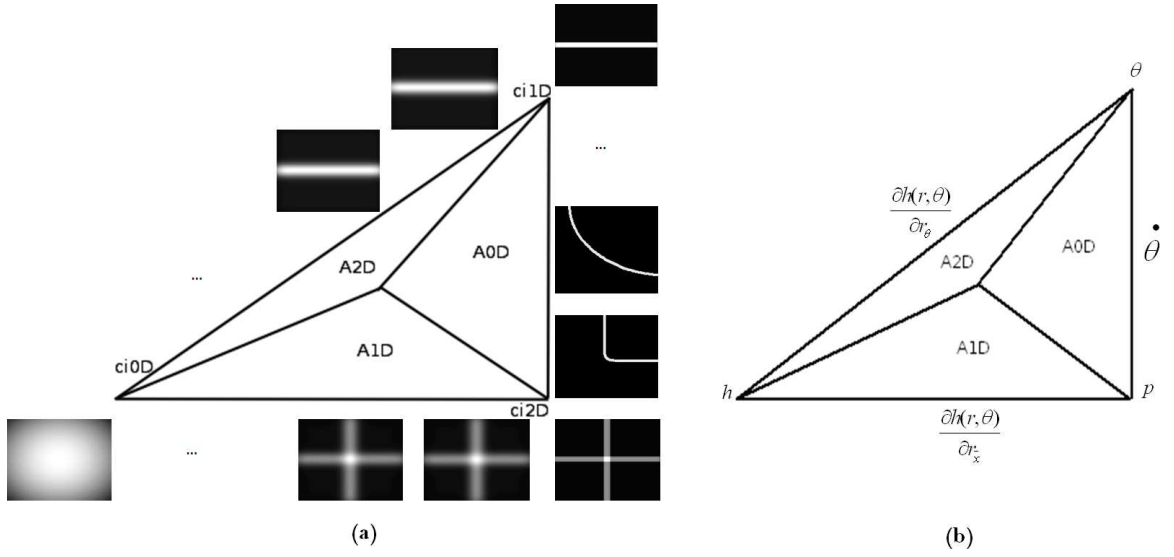 ci1D
...
A0D
A2D
...
A1D
ci0D
ci2D
...
(a)
θ
∂h(r,θ)
∂r_θ
A0D
θ̇
A2D
A1D
h
p
∂h(r,θ)
∂r_x
(b)